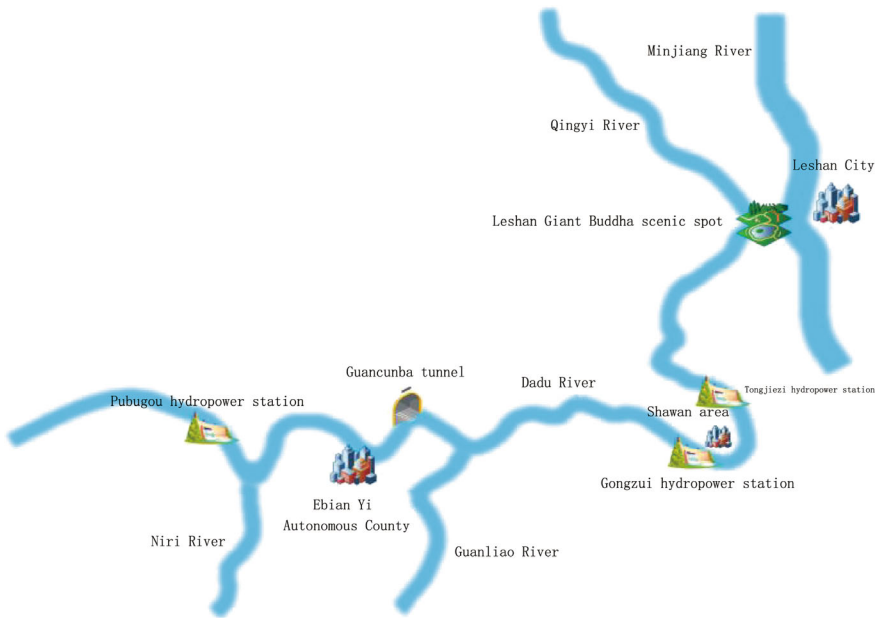 Minjiang River
Qingyi River
Leshan City
Leshan Giant Buddha scenic spot
Guancunba tunnel
Dadu River
Tongjiezi hydropower station
Pubugou hydropower station
Shawan area
Gongzui hydropower station
Ebian Yi
Autonomous County
Niri River
Guanliao River